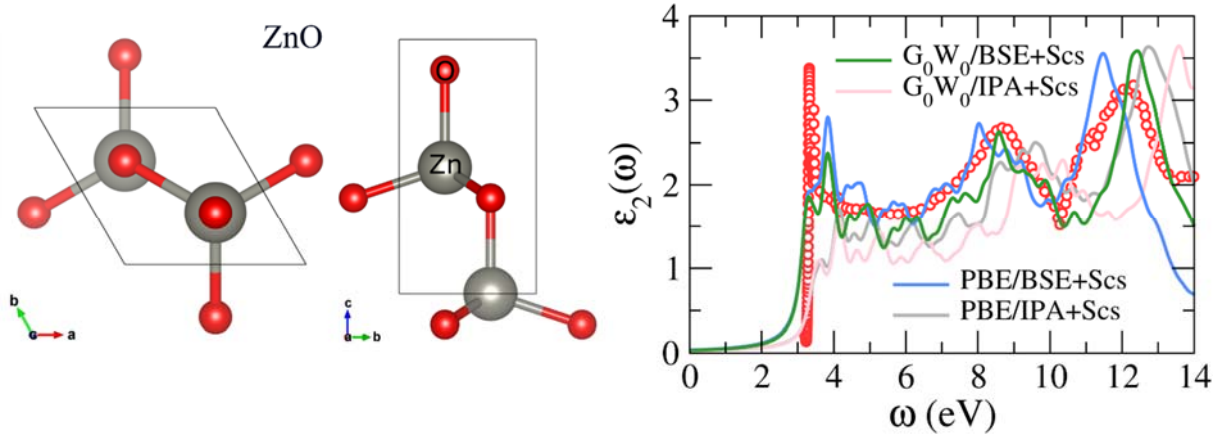 ZnO
O
Zn
b
c
a
c
a
b
ε₂(ω)
4
3
2
1
0
G₀W₀/BSE+Scs
G₀W₀/IPA+Scs
PBE/BSE+Scs
PBE/IPA+Scs
0 2 4 6 8 10 12 14
ω (eV)